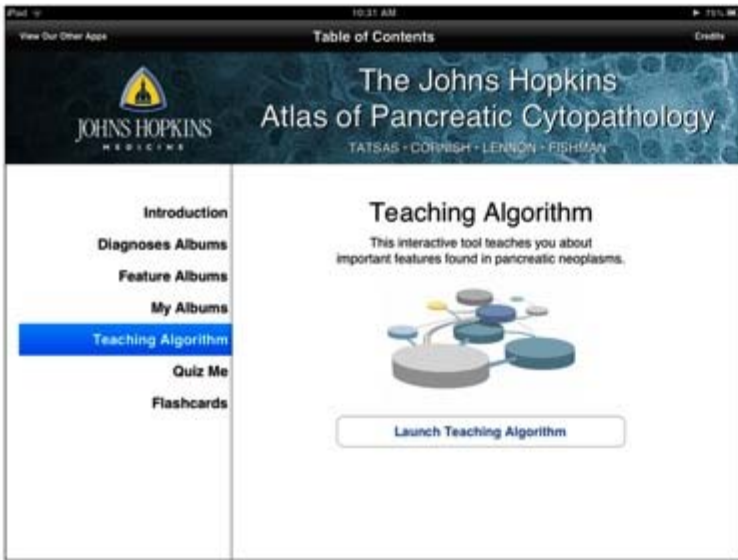 iPad
10:31 AM
75%
View Our Other Apps
Table of Contents
Credits
JOHNS HOPKINS
MEDICINE
The Johns Hopkins
Atlas of Pancreatic Cytopathology
TATSAS • CORNISH • LENNON • FISHMAN
Introduction
Diagnoses Albums
Feature Albums
My Albums
Teaching Algorithm
Quiz Me
Flashcards
Teaching Algorithm
This interactive tool teaches you about
important features found in pancreatic neoplasms.
Launch Teaching Algorithm